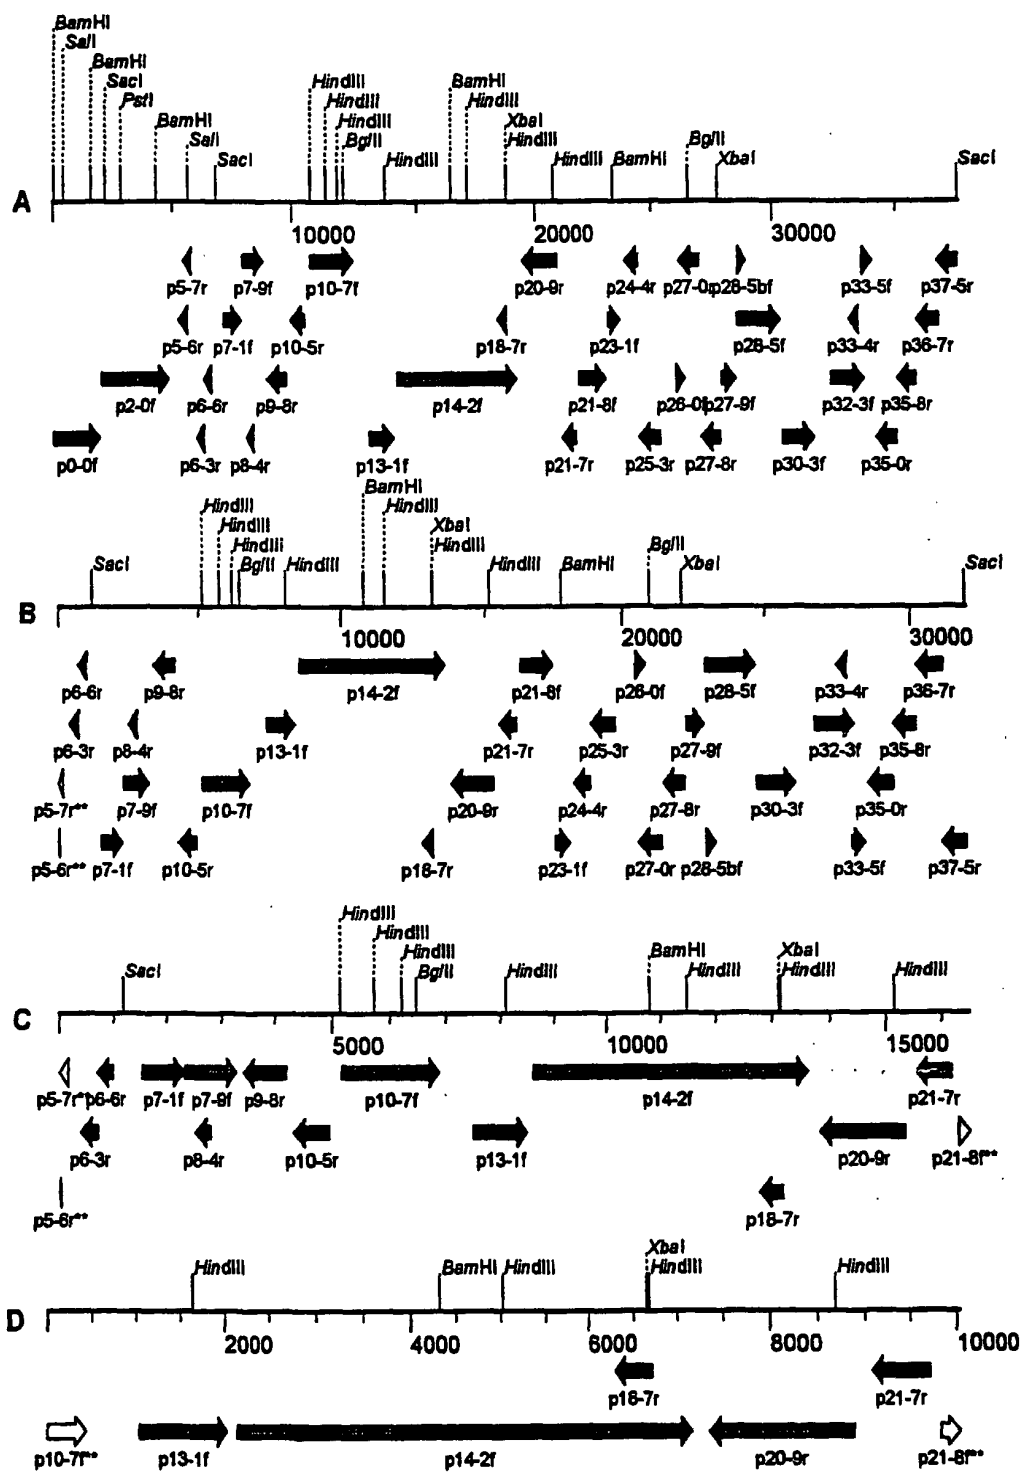 BamHI
SalI
BamHI
SacI
PstI
BamHI
SalI
SacI
HindIII
HindIII
HindIII
BglII
HindIII
BamHI
HindIII
XbaI
HindIII
HindIII
BamHI
BglII
XbaI
SacI
A
10000 20000 30000
p5-7r p7-9f p10-7f p20-9r p24-4r p27-0r p28-5bf p33-5f p37-5r
p5-6r p7-1f p10-5r p18-7r p23-1f p28-5f p33-4r p36-7r
p2-0f p6-6r p9-8r p14-2f p21-8f p26-0f p27-9f p32-3f p35-8r
p0-0f p6-3r p8-4r p13-1f p21-7r p25-3r p27-8r p30-3f p35-0r
SacI
HindIII
HindIII
HindIII
BglII
HindIII
BamHI
HindIII
XbaI
HindIII
HindIII
BamHI
BglII
XbaI
SacI
B
10000 20000 30000
p6-6r p9-8r p14-2f p21-8f p26-0f p28-5f p33-4r p36-7r
p6-3r p8-4r p13-1f p21-7r p25-3r p27-9f p32-3f p35-8r
p5-7r** p7-9f p10-7f p20-9r p24-4r p27-8r p30-3f p35-0r
p5-6r** p7-1f p10-5r p18-7r p23-1f p27-0r p28-5bf p33-5f p37-5r
SacI
HindIII
HindIII
HindIII
BglII
HindIII
BamHI
HindIII
XbaI
HindIII
HindIII
C
5000 10000 15000
p5-7r** p6-6r p7-1f p7-9f p9-8r p10-7f p14-2f p21-7r
p6-3r p8-4r p10-5r p13-1f p20-9r p21-8f**
p5-6r** p18-7r
HindIII
BamHI
HindIII
XbaI
HindIII
HindIII
D
2000 4000 6000 8000 10000
p18-7r p21-7r
p10-7f** p13-1f p14-2f p20-9r p21-8f**